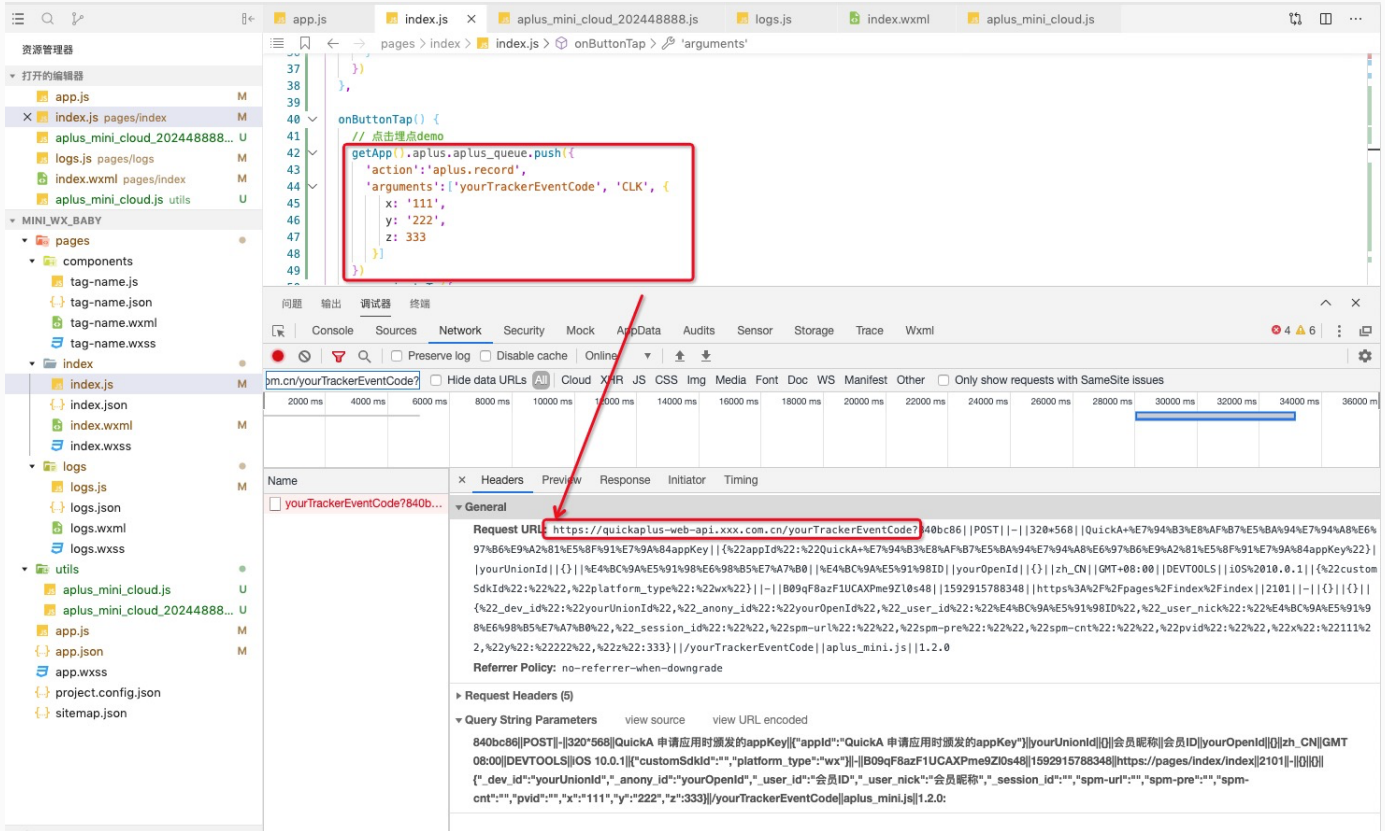 app.js
index.js
aplus_mini_cloud_202448888.js
logs.js
index.wxml
aplus_mini_cloud.js
资源管理器
pages > index > index.js > onButtonTap > 'arguments'
打开的编辑器
app.js M
index.js pages/index M
aplus_mini_cloud_202448888... U
logs.js pages/logs M
index.wxml pages/index M
aplus_mini_cloud.js utils U
MINI_WX_BABY
pages
components
tag-name.js
tag-name.json
tag-name.wxml
tag-name.wxss
index
index.js M
index.json
index.wxml M
index.wxss
logs
logs.js M
logs.json
logs.wxml
logs.wxss
utils
aplus_mini_cloud.js U
aplus_mini_cloud_202448888... U
app.js M
app.json M
app.wxss
project.config.json
sitemap.json
37 })
38 },
39
40 onButtonTap() {
41 // 点击埋点demo
42 getApp().aplus.aplus_queue.push({
43 'action':'aplus.record',
44 'arguments':['yourTrackerEventCode', 'CLK', {
45 x: '111',
46 y: '222',
47 z: 333
48 }]
49 })
问题 输出 调试器 终端
Console Sources Network Security Mock AppData Audits Sensor Storage Trace Wxml 4 6
Preserve log Disable cache Online
om.cn/yourTrackerEventCode? Hide data URLs All Cloud XHR JS CSS Img Media Font Doc WS Manifest Other Only show requests with SameSite issues
2000 ms 4000 ms 6000 ms 8000 ms 10000 ms 12000 ms 14000 ms 16000 ms 18000 ms 20000 ms 22000 ms 24000 ms 26000 ms 28000 ms 30000 ms 32000 ms 34000 ms 36000 m
Name
yourTrackerEventCode?840b...
Headers Preview Response Initiator Timing
General
Request URL: https://quickaplus-web-api.xxx.com.cn/yourTrackerEventCode?840bc86||POST||-||320*568||QuickA+%E7%94%B3%E8%AF%B7%E5%BA%94%E7%94%A8%E6%
97%B6%E9%A2%81%E5%8F%91%E7%9A%84appKey||{%22appId%22:%22QuickA+%E7%94%B3%E8%AF%B7%E5%BA%94%E7%94%A8%E6%97%B6%E9%A2%81%E5%8F%91%E7%9A%84appKey%22}|
|yourUnionId||{}||%E4%BC%9A%E5%91%98%E6%98%B5%E7%A7%B0||%E4%BC%9A%E5%91%98ID||yourOpenId||{}||zh_CN||GMT+08:00||DEVTOOLS||iOS%2010.0.1||{%22custom
SdkId%22:%22%22,%22platform_type%22:%22wx%22}||-||B09qF8azF1UCAXPme9Zl0s48||1592915788348||https%3A%2F%2Fpages%2Findex%2Findex||2101||-||{}||{}||
{%22_dev_id%22:%22yourUnionId%22,%22_anony_id%22:%22yourOpenId%22,%22_user_id%22:%22%E4%BC%9A%E5%91%98ID%22,%22_user_nick%22:%22%E4%BC%9A%E5%91%9
8%E6%98%B5%E7%A7%B0%22,%22_session_id%22:%22%22,%22spm-url%22:%22%22,%22spm-pre%22:%22%22,%22spm-cnt%22:%22%22,%22pvid%22:%22%22,%22x%22:%22111%2
2,%22y%22:%22222%22,%22z%22:333}||/yourTrackerEventCode||aplus_mini.js||1.2.0
Referrer Policy: no-referrer-when-downgrade
Request Headers (5)
Query String Parameters view source view URL encoded
840bc86||POST||-||320*568||QuickA 申请应用时颁发的appKey||{"appId":"QuickA 申请应用时颁发的appKey"}||yourUnionId||{}||会员昵称||会员ID||yourOpenId||{}||zh_CN||GMT
08:00||DEVTOOLS||iOS 10.0.1||{"customSdkId":"","platform_type":"wx"}||-||B09qF8azF1UCAXPme9Zl0s48||1592915788348||https://pages/index/index||2101||-||{}||{}||
{"_dev_id":"yourUnionId","_anony_id":"yourOpenId","_user_id":"会员ID","_user_nick":"会员昵称","_session_id":"","spm-url":"","spm-pre":"","spm-
cnt":"","pvid":"","x":"111","y":"222","z":333}||/yourTrackerEventCode||aplus_mini.js||1.2.0: